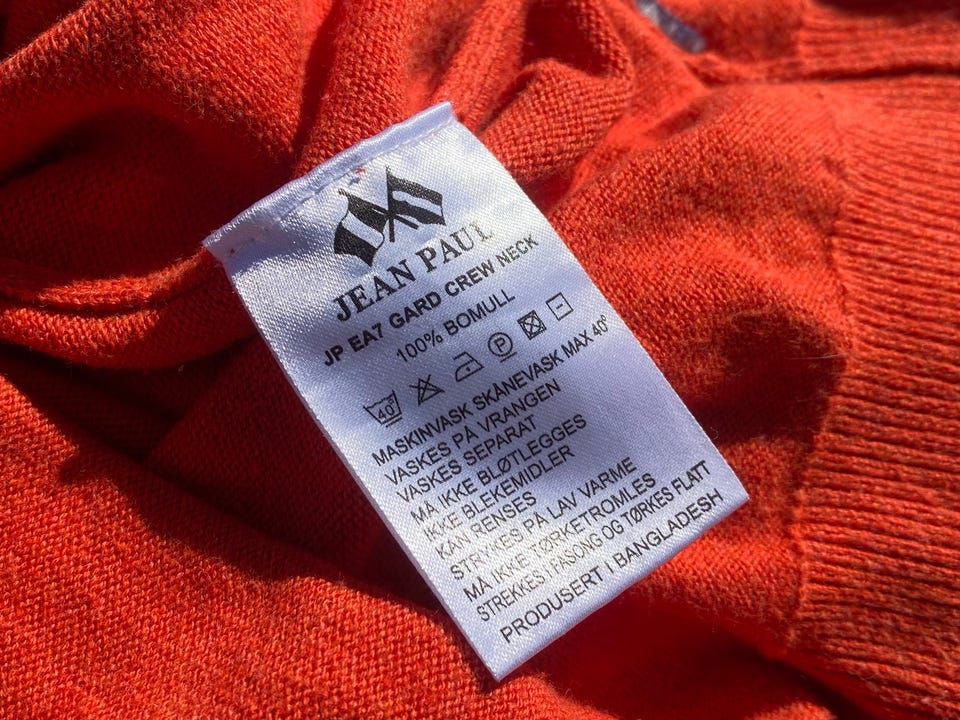 JEAN PAUL
JP EA7 GARD CREW NECK
100% BOMULL
40° P
MASKINVASK SKÅNEVASK MAX 40°
VASKES PÅ VRANGEN
VASKES SEPARAT
MÅ IKKE BLØTLEGGES
IKKE BLEKEMIDLER
KAN RENSES
STRYKES PÅ LAV VARME
MÅ IKKE TØRKETROMLES
STREKKES I FASONG OG TØRKES FLATT
PRODUSERT I BANGLADESH